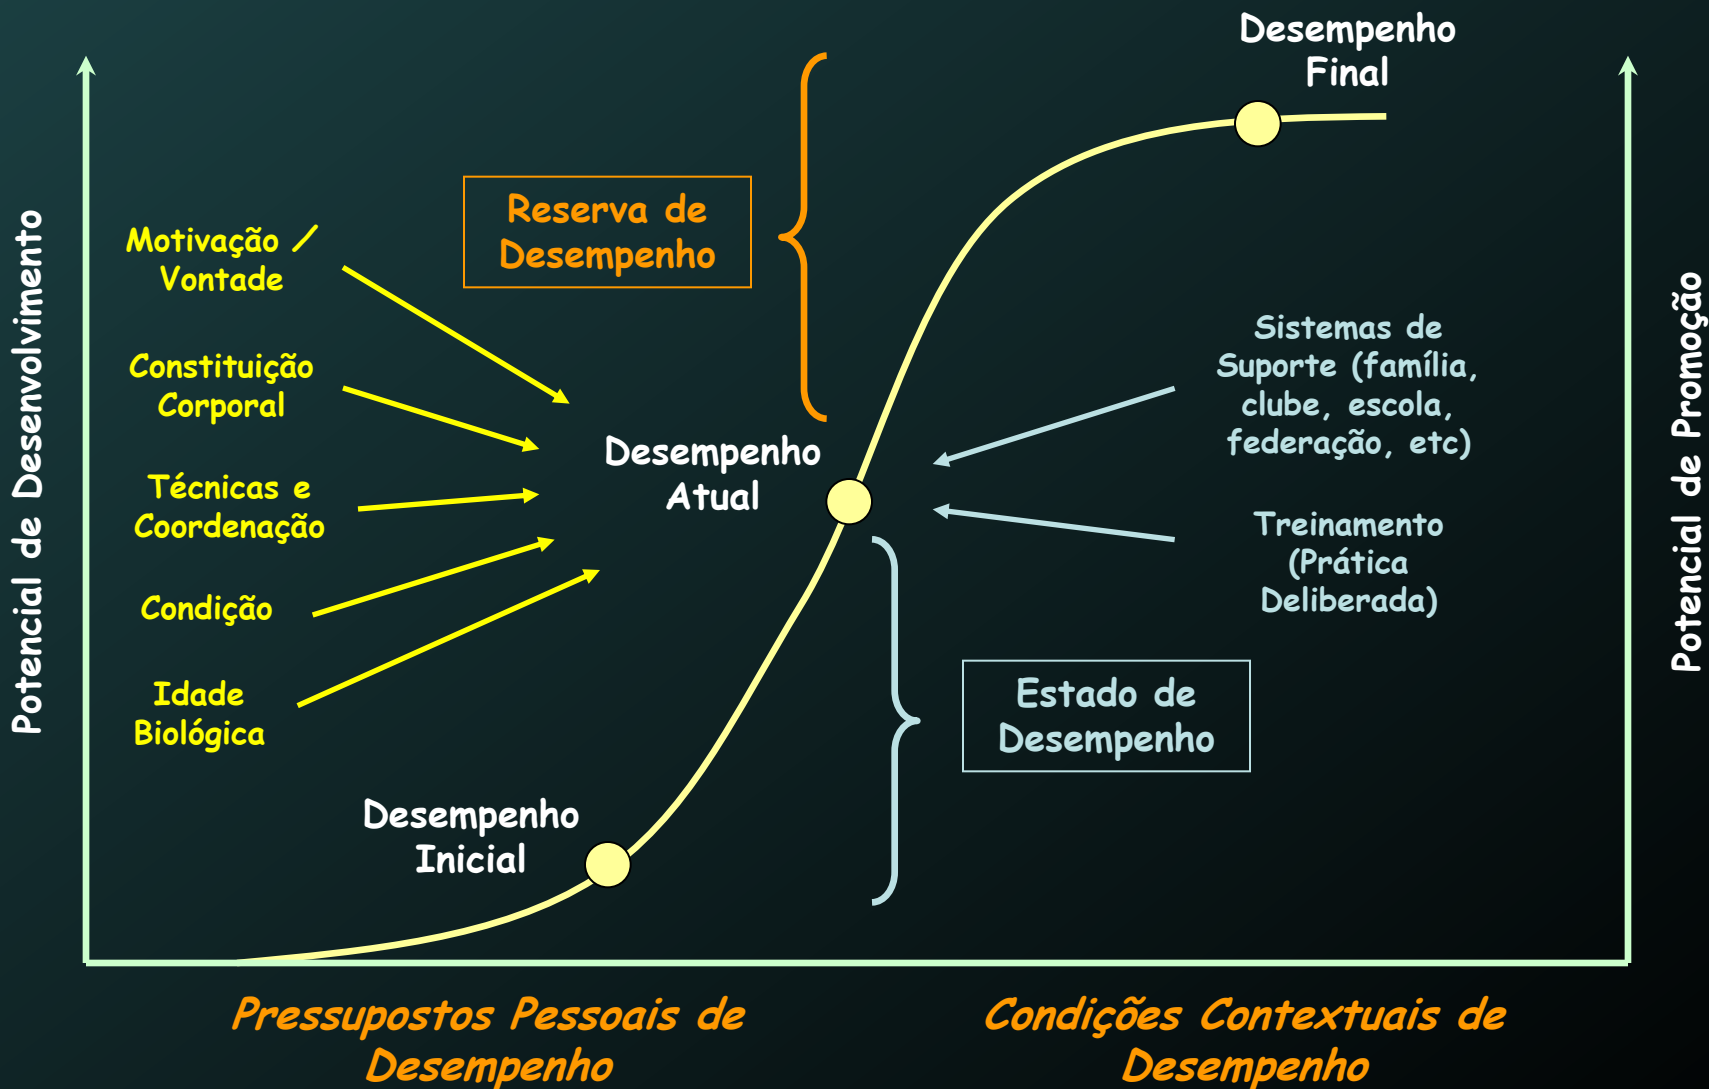 Desempenho
Final
Reserva de
Desempenho
Motivação /
Vontade
Constituição
Corporal
Técnicas e
Coordenação
Condição
Idade
Biológica
Potencial de Desenvolvimento
Desempenho
Atual
Sistemas de
Suporte (família,
clube, escola,
federação, etc)
Treinamento
(Prática
Deliberada)
Potencial de Promoção
Estado de
Desempenho
Desempenho
Inicial
Pressupostos Pessoais de
Desempenho
Condições Contextuais de
Desempenho